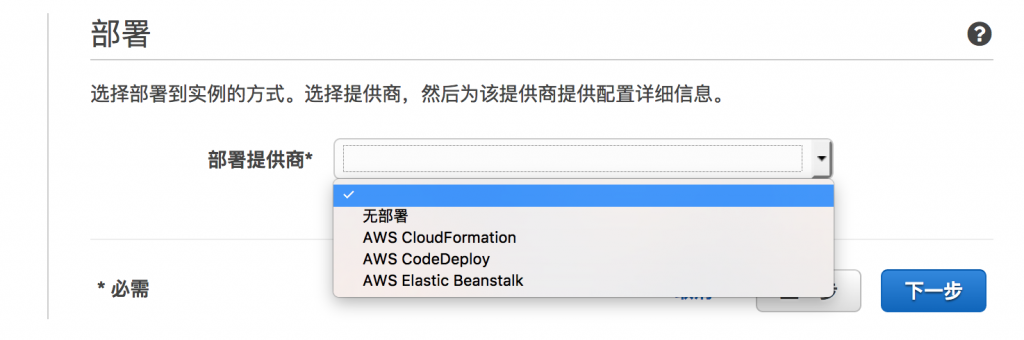 部署
?
选择部署到实例的方式。选择提供商，然后为该提供商提供配置详细信息。
部署提供商*
无部署
AWS CloudFormation
AWS CodeDeploy
AWS Elastic Beanstalk
* 必需
下一步